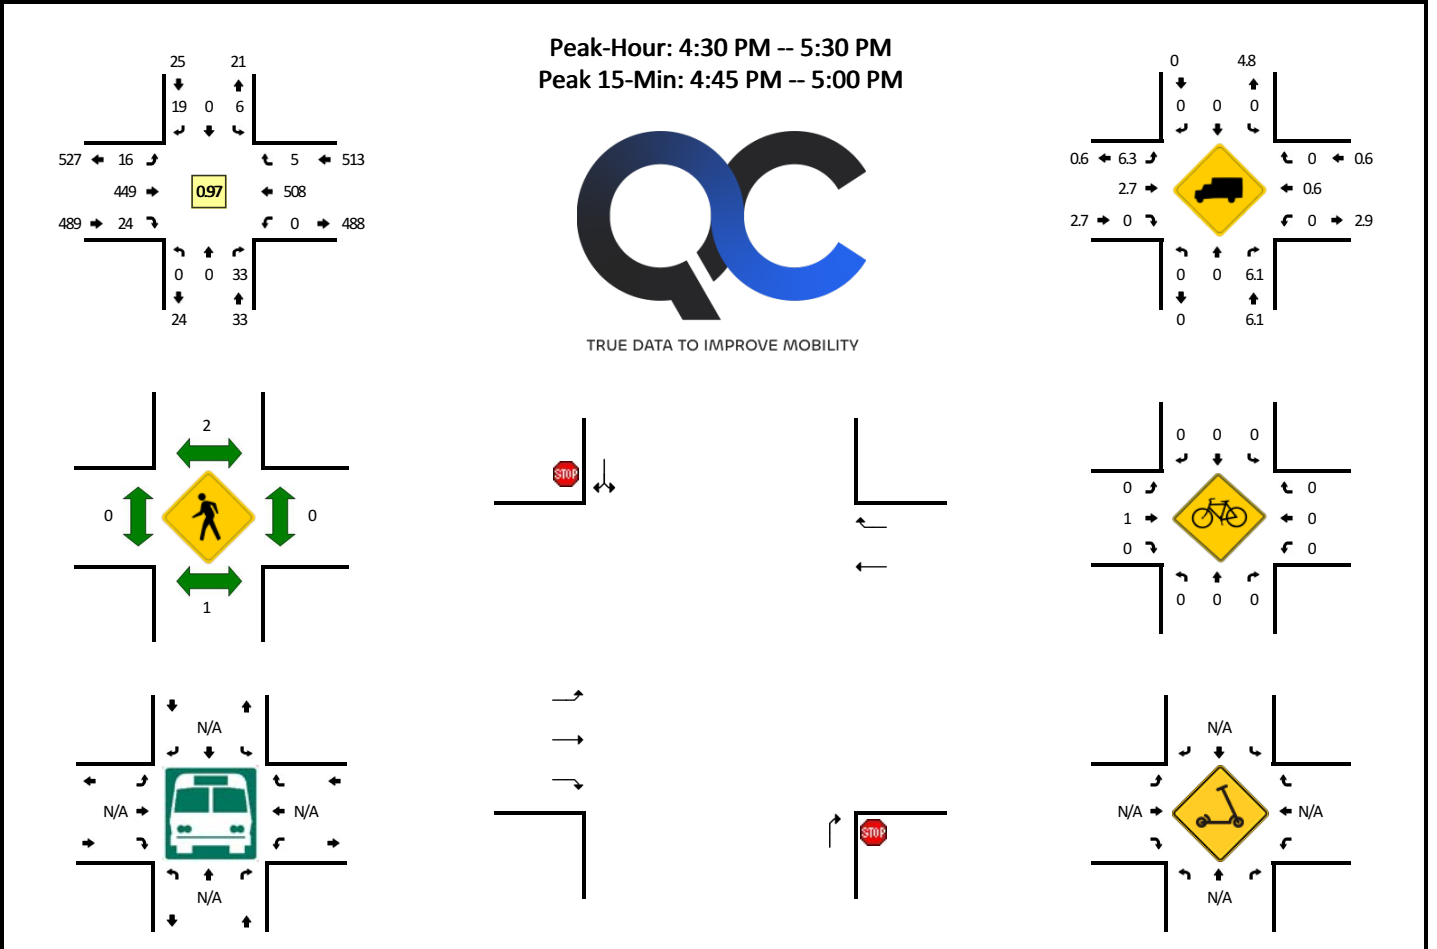 Peak-Hour: 4:30 PM -- 5:30 PM
Peak 15-Min: 4:45 PM -- 5:00 PM
25 21
19 0 6
527 16 5 513
449 0.97 508
489 24 0 488
0 0 33
24 33
TRUE DATA TO IMPROVE MOBILITY
0 4.8
0 0 0
0.6 6.3 0 0.6
2.7 0.6
2.7 0 0 2.9
0 0 6.1
0 6.1
2
0 0
1
STOP
STOP
0 0 0
0 0
1 0
0 0
0 0 0
N/A
N/A N/A
N/A
N/A
N/A N/A
N/A